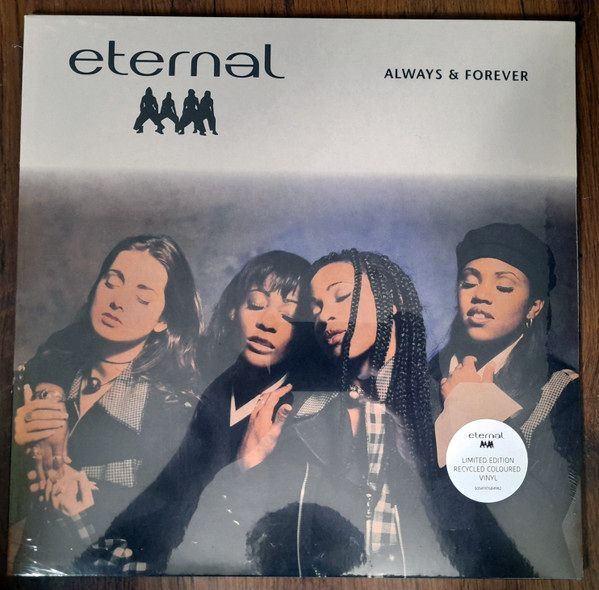 eternal
ALWAYS & FOREVER
eternal
LIMITED EDITION
RECYCLED COLOURED
VINYL